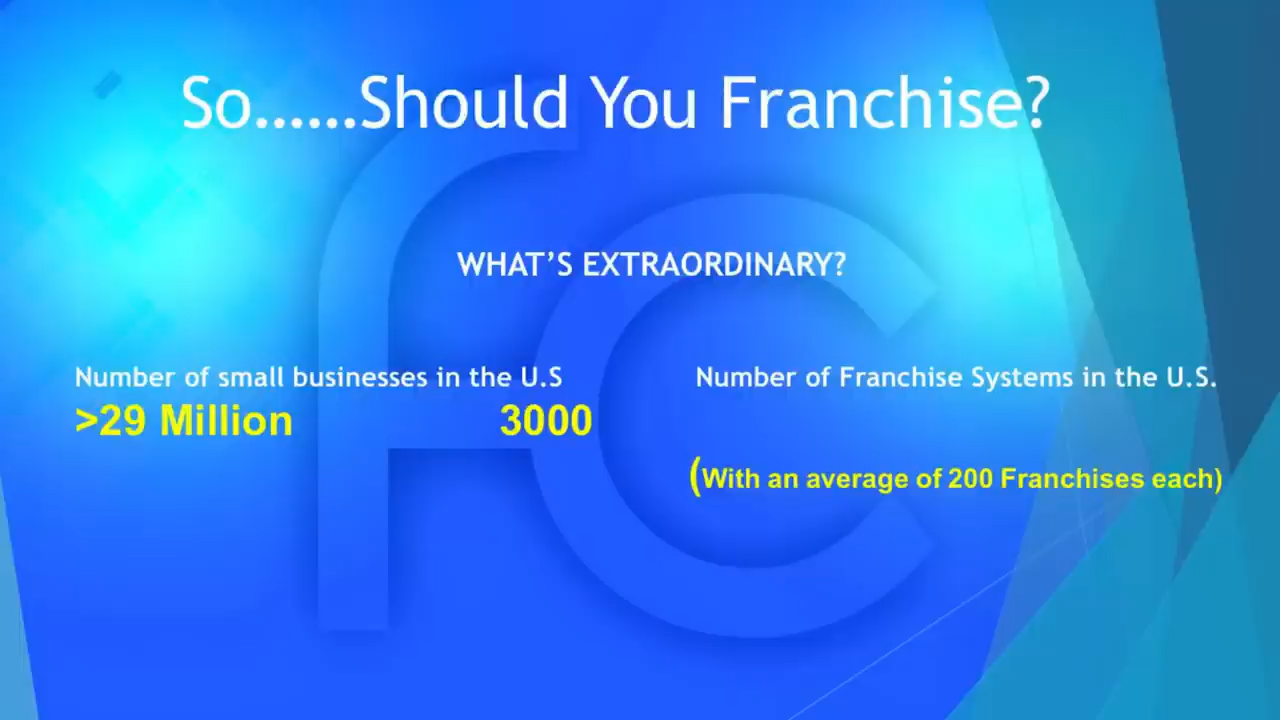 So......Should You Franchise?
WHAT’S EXTRAORDINARY?
Number of small businesses in the U.S
Number of Franchise Systems in the U.S.
>29 Million 3000
(With an average of 200 Franchises each)
fc